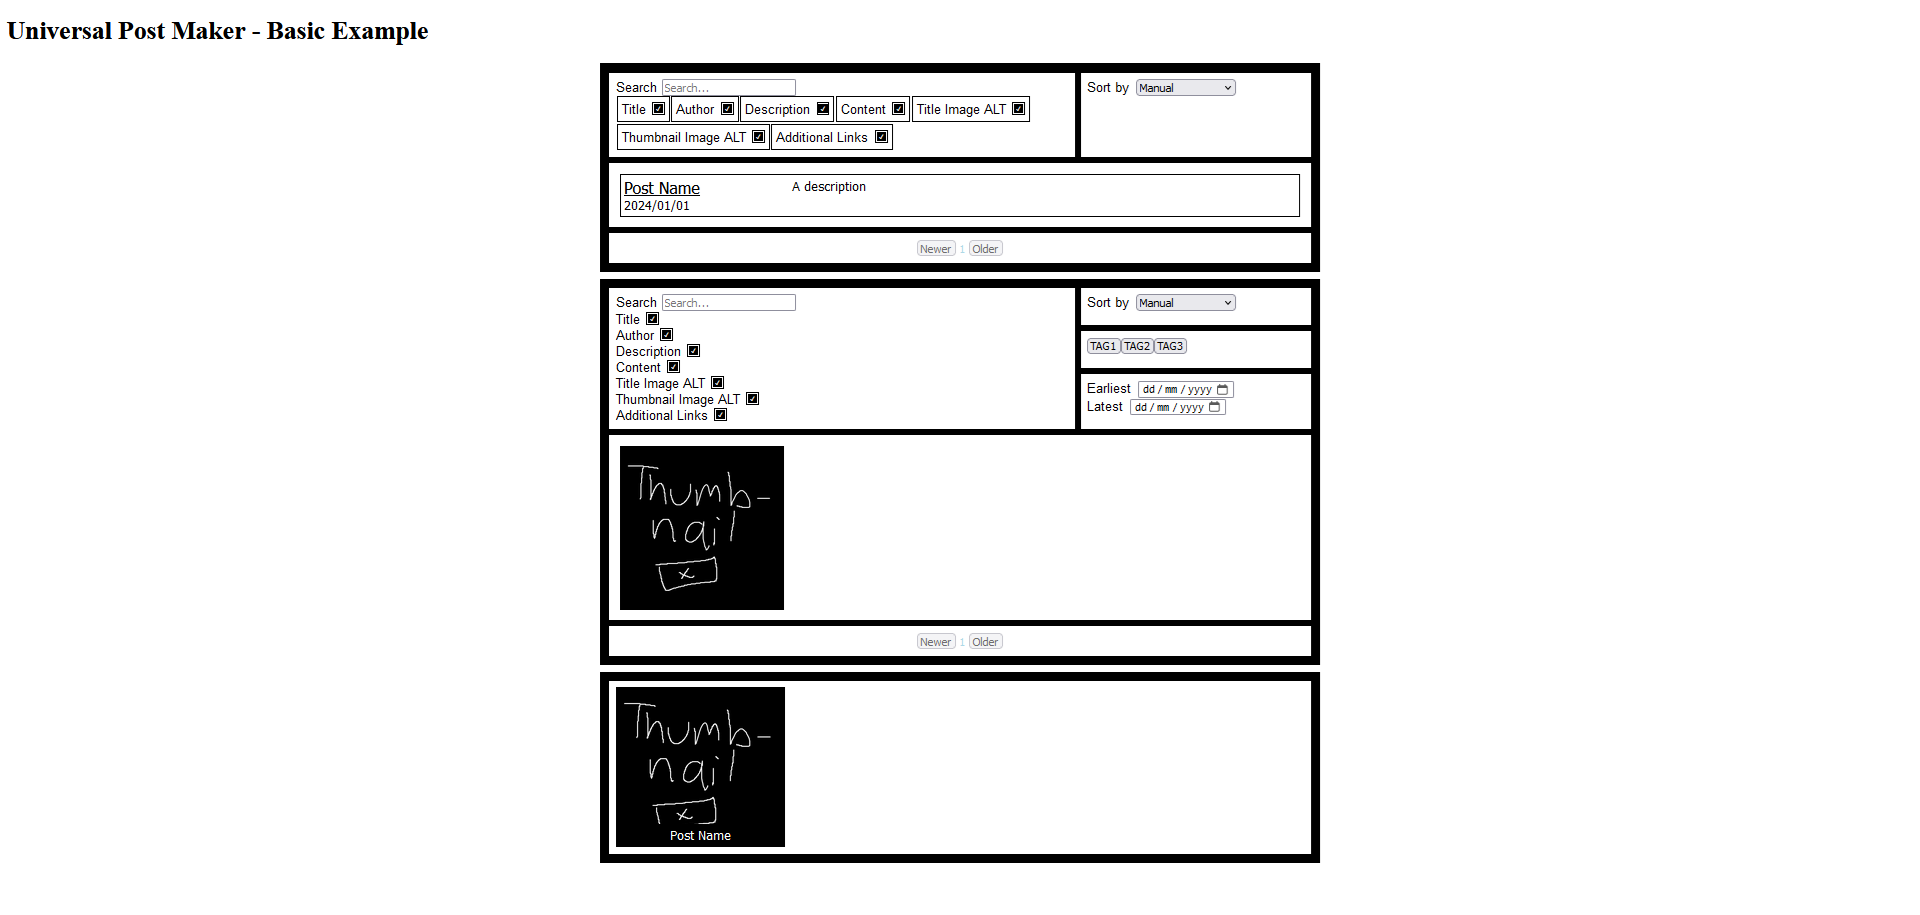 Universal Post Maker - Basic Example
Search Search...
Sort by Manual
Title Author Description Content Title Image ALT
Thumbnail Image ALT Additional Links
Post Name A description
2024/01/01
Newer 1 Older
Search Search...
Sort by Manual
Title
Author
Description
Content
Title Image ALT
Thumbnail Image ALT
Additional Links
TAG1 TAG2 TAG3
Earliest dd / mm / yyyy
Latest dd / mm / yyyy
Thumb-
nail
x
Newer 1 Older
Thumb-
nail
x
Post Name